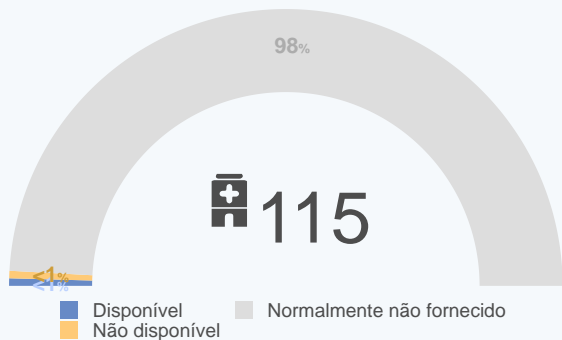 98%
115
<1%
<1%
Disponível
Normalmente não fornecido
Não disponível